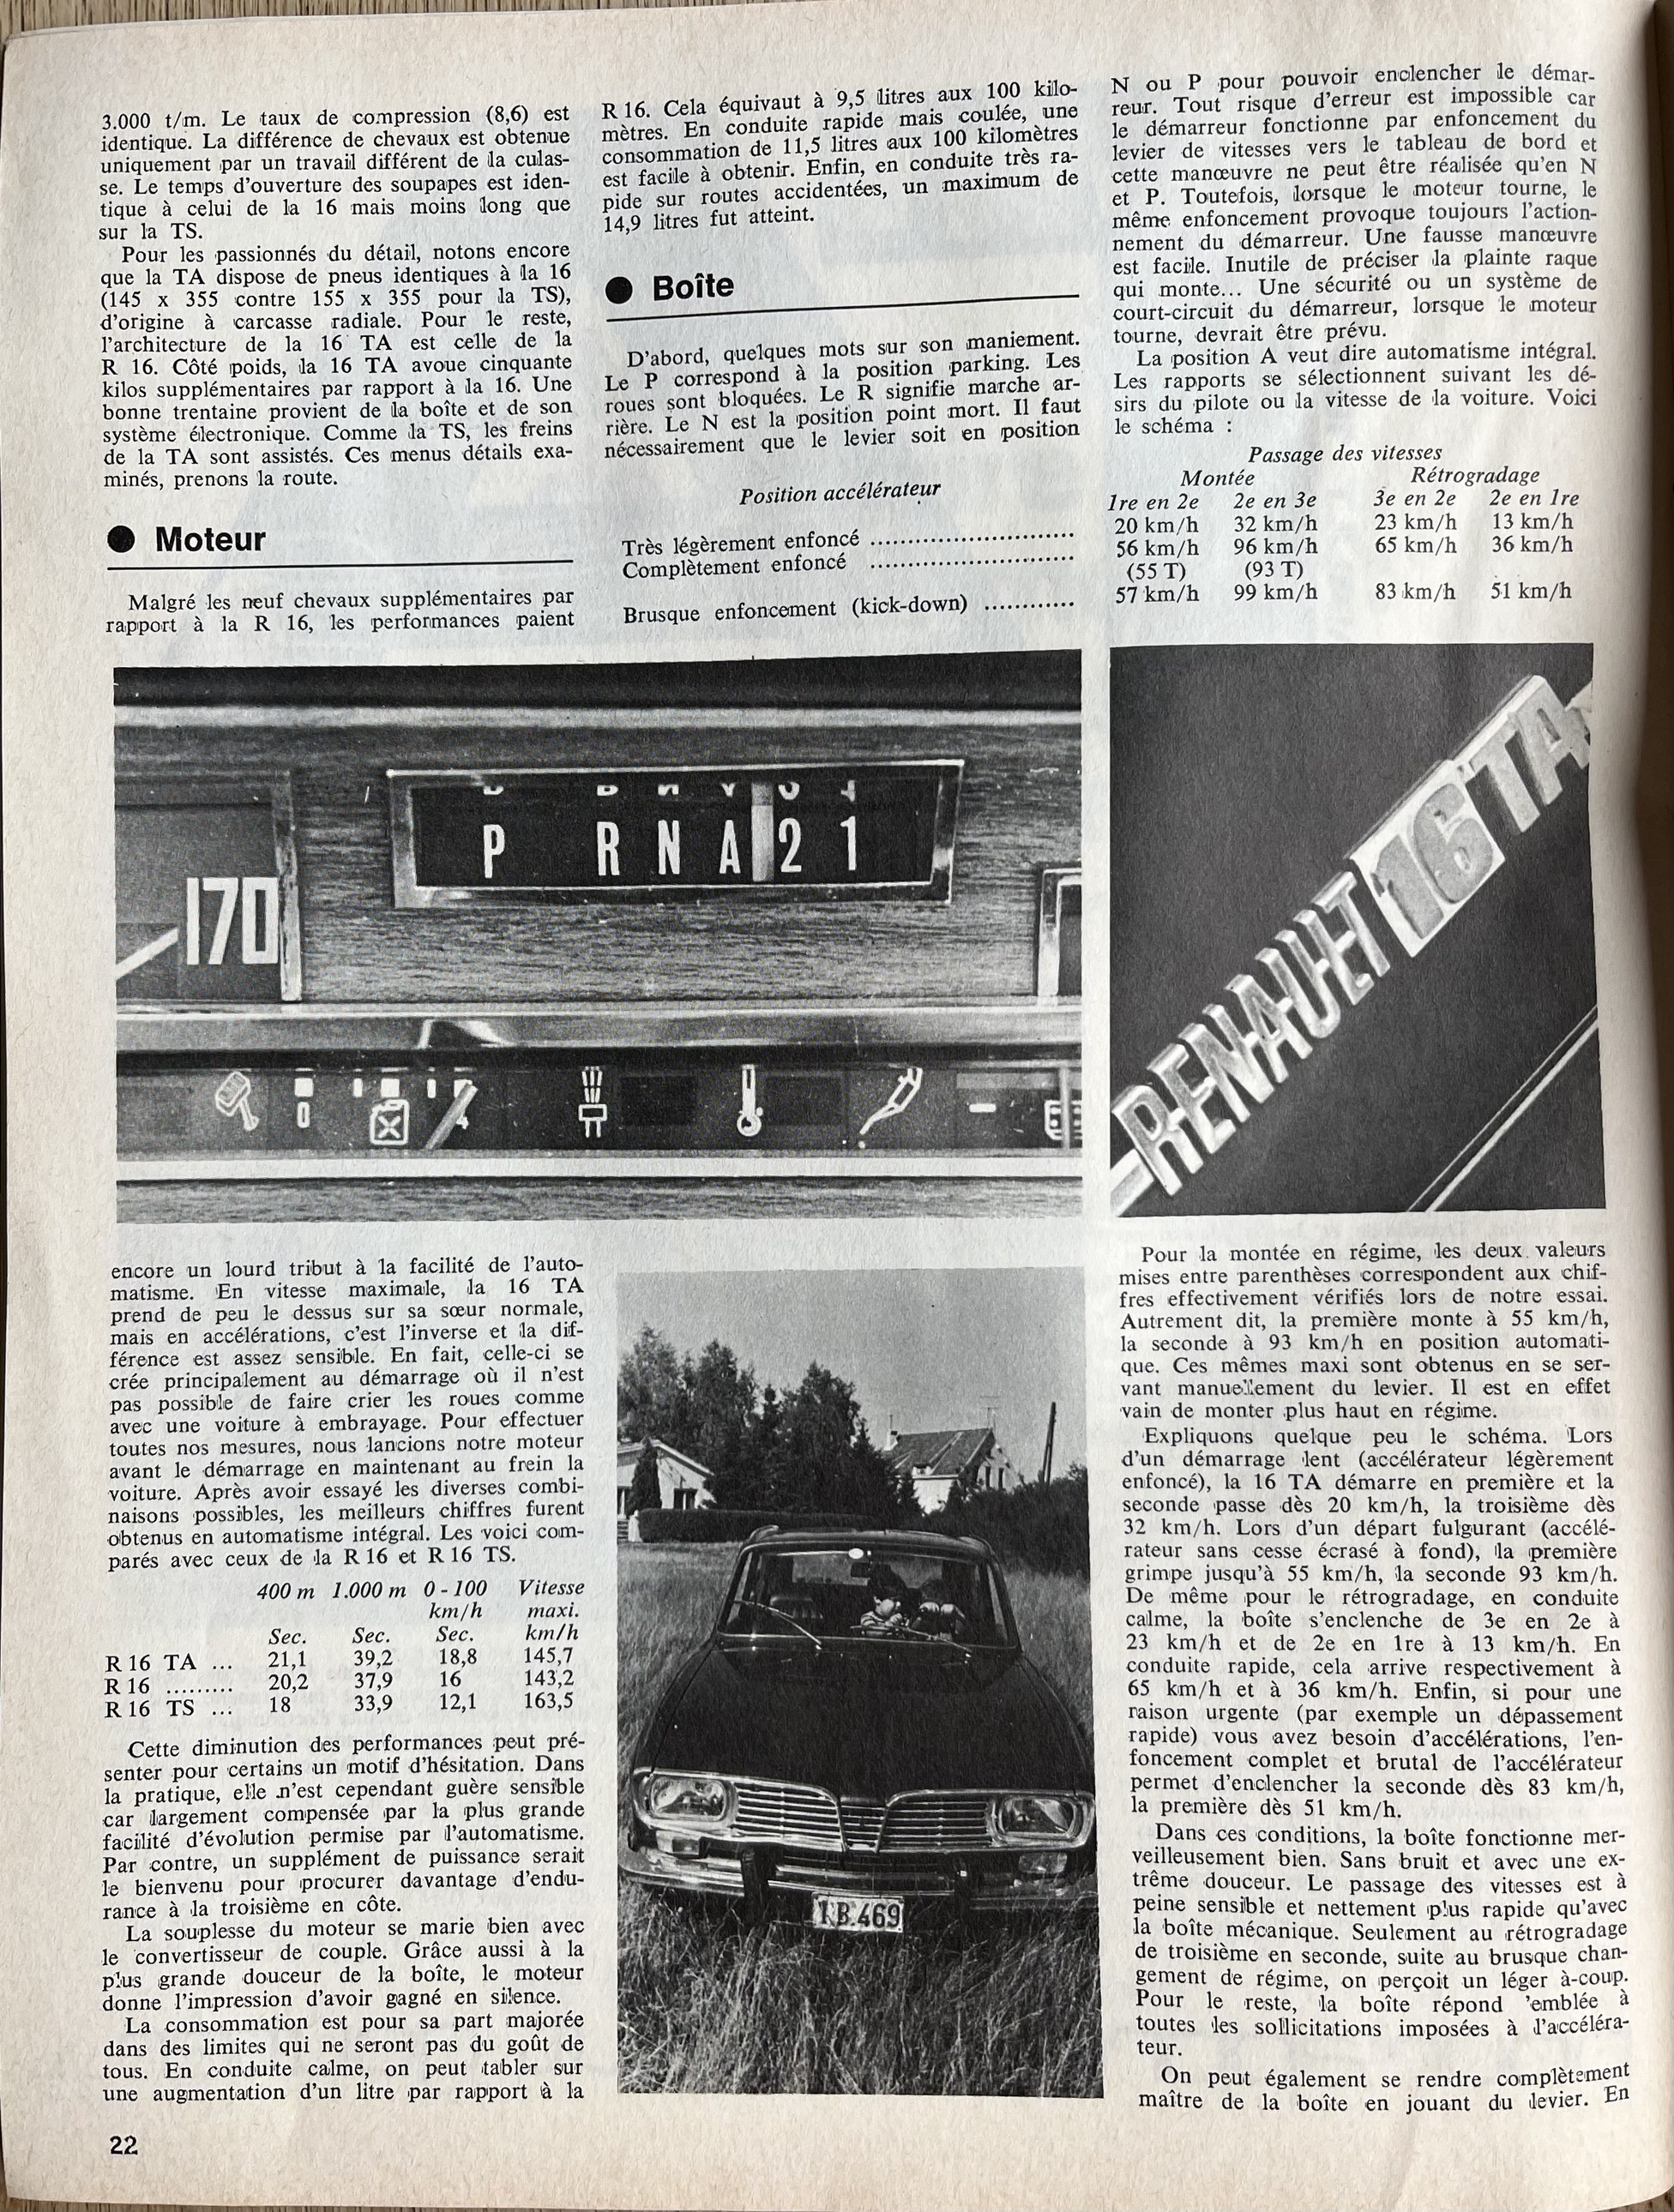 3.000 t/m. Le taux de compression (8,6) est
identique. La différence de chevaux est obtenue
uniquement par un travail différent de la culas-
se. Le temps d'ouverture des soupapes est iden-
tique à celui de la 16 mais moins long que
sur la TS.
Pour les passionnés du détail, notons encore
que la TA dispose de pneus identiques à la 16
(145 x 355 contre 155 x 355 pour la TS),
d'origine à carcasse radiale. Pour le reste,
l'architecture de la 16 TA est celle de la
R 16. Côté poids, la 16 TA avoue cinquante
kilos supplémentaires par rapport à la 16. Une
bonne trentaine provient de la boîte et de son
système électronique. Comme la TS, les freins
de la TA sont assistés. Ces menus détails exa-
minés, prenons la route.
● Moteur
Malgré les neuf chevaux supplémentaires par
rapport à la R 16, les performances paient
encore un lourd tribut à la facilité de l'auto-
matisme. En vitesse maximale, la 16 TA
prend de peu le dessus sur sa sœur normale,
mais en accélérations, c'est l'inverse et la dif-
férence est assez sensible. En fait, celle-ci se
crée principalement au démarrage où il n'est
pas possible de faire crier les roues comme
avec une voiture à embrayage. Pour effectuer
toutes nos mesures, nous lancions notre moteur
avant le démarrage en maintenant au frein la
voiture. Après avoir essayé les diverses combi-
naisons possibles, les meilleurs chiffres furent
obtenus en automatisme intégral. Les voici com-
parés avec ceux de la R 16 et R 16 TS.
400 m 1.000 m 0 - 100 Vitesse
km/h maxi.
Sec. Sec. Sec. km/h
R 16 TA ... 21,1 39,2 18,8 145,7
R 16 ......... 20,2 37,9 16 143,2
R 16 TS ... 18 33,9 12,1 163,5
Cette diminution des performances peut pré-
senter pour certains un motif d'hésitation. Dans
la pratique, elle n'est cependant guère sensible
car largement compensée par la plus grande
facilité d'évolution permise par l'automatisme.
Par contre, un supplément de puissance serait
le bienvenu pour procurer davantage d'endu-
rance à la troisième en côte.
La souplesse du moteur se marie bien avec
le convertisseur de couple. Grâce aussi à la
plus grande douceur de la boîte, le moteur
donne l'impression d'avoir gagné en silence.
La consommation est pour sa part majorée
dans des limites qui ne seront pas du goût de
tous. En conduite calme, on peut tabler sur
une augmentation d'un litre par rapport à la
R 16. Cela équivaut à 9,5 litres aux 100 kilo-
mètres. En conduite rapide mais coulée, une
consommation de 11,5 litres aux 100 kilomètres
est facile à obtenir. Enfin, en conduite très ra-
pide sur routes accidentées, un maximum de
14,9 litres fut atteint.
● Boîte
D'abord, quelques mots sur son maniement.
Le P correspond à la position parking. Les
roues sont bloquées. Le R signifie marche ar-
rière. Le N est la position point mort. Il faut
nécessairement que le levier soit en position
N ou P pour pouvoir enclencher le démar-
reur. Tout risque d'erreur est impossible car
le démarreur fonctionne par enfoncement du
levier de vitesses vers le tableau de bord et
cette manœuvre ne peut être réalisée qu'en N
et P. Toutefois, lorsque le moteur tourne, le
même enfoncement provoque toujours l'action-
nement du démarreur. Une fausse manœuvre
est facile. Inutile de préciser la plainte raque
qui monte... Une sécurité ou un système de
court-circuit du démarreur, lorsque le moteur
tourne, devrait être prévu.
La position A veut dire automatisme intégral.
Les rapports se sélectionnent suivant les dé-
sirs du pilote ou la vitesse de la voiture. Voici
le schéma :
Passage des vitesses
Montée Rétrogradage
Position accélérateur 1re en 2e 2e en 3e 3e en 2e 2e en 1re
Très légèrement enfoncé .......................... 20 km/h 32 km/h 23 km/h 13 km/h
Complètement enfoncé .......................... 56 km/h 96 km/h 65 km/h 36 km/h
(55 T) (93 T)
Brusque enfoncement (kick-down) ............ 57 km/h 99 km/h 83 km/h 51 km/h
P R N A 2 1
170
RENAULT 16 TA
1.B.469
Pour la montée en régime, les deux valeurs
mises entre parenthèses correspondent aux chif-
fres effectivement vérifiés lors de notre essai.
Autrement dit, la première monte à 55 km/h,
la seconde à 93 km/h en position automati-
que. Ces mêmes maxi sont obtenus en se ser-
vant manuellement du levier. Il est en effet
vain de monter plus haut en régime.
Expliquons quelque peu le schéma. Lors
d'un démarrage lent (accélérateur légèrement
enfoncé), la 16 TA démarre en première et la
seconde passe dès 20 km/h, la troisième dès
32 km/h. Lors d'un départ fulgurant (accélé-
rateur sans cesse écrasé à fond), la première
grimpe jusqu'à 55 km/h, la seconde 93 km/h.
De même pour le rétrogradage, en conduite
calme, la boîte s'enclenche de 3e en 2e à
23 km/h et de 2e en 1re à 13 km/h. En
conduite rapide, cela arrive respectivement à
65 km/h et à 36 km/h. Enfin, si pour une
raison urgente (par exemple un dépassement
rapide) vous avez besoin d'accélérations, l'en-
foncement complet et brutal de l'accélérateur
permet d'enclencher la seconde dès 83 km/h,
la première dès 51 km/h.
Dans ces conditions, la boîte fonctionne mer-
veilleusement bien. Sans bruit et avec une ex-
trême douceur. Le passage des vitesses est à
peine sensible et nettement plus rapide qu'avec
la boîte mécanique. Seulement au rétrogradage
de troisième en seconde, suite au brusque chan-
gement de régime, on perçoit un léger à-coup.
Pour le reste, la boîte répond 'emblée à
toutes les sollicitations imposées à l'accéléra-
teur.
On peut également se rendre complètement
maître de la boîte en jouant du levier. En
22